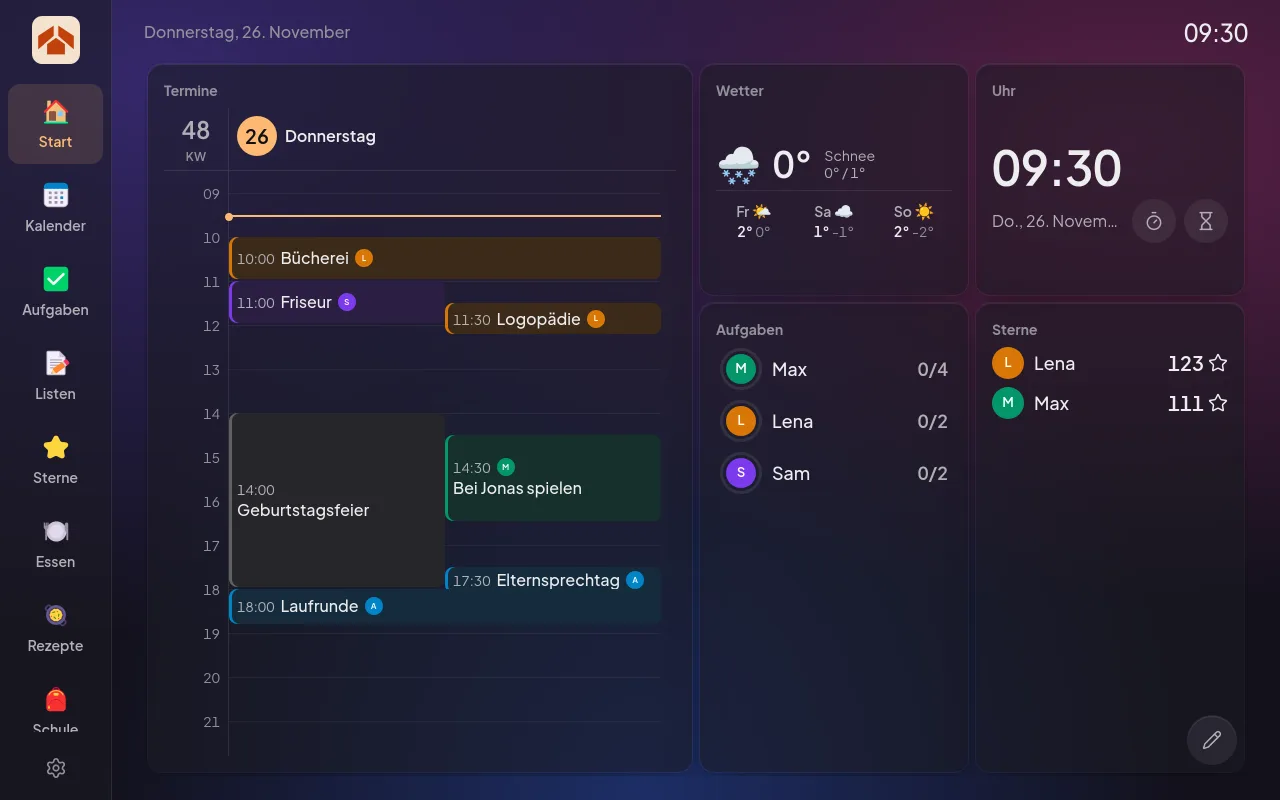 Donnerstag, 26. November
09:30
Start
Kalender
Aufgaben
Listen
Sterne
Essen
Rezepte
Schule
Termine
48
KW
26 Donnerstag
09
10
11
12
13
14
15
16
17
18
19
20
21
10:00 Bücherei L
11:00 Friseur S
11:30 Logopädie L
14:00
Geburtstagsfeier
14:30 M
Bei Jonas spielen
17:30 Elternsprechtag A
18:00 Laufrunde A
Wetter
0° Schnee
0°/1°
Fr Sa So
2° 0° 1° -1° 2° -2°
Uhr
09:30
Do., 26. Novem…
Aufgaben
M Max 0/4
L Lena 0/2
S Sam 0/2
Sterne
L Lena 123
M Max 111